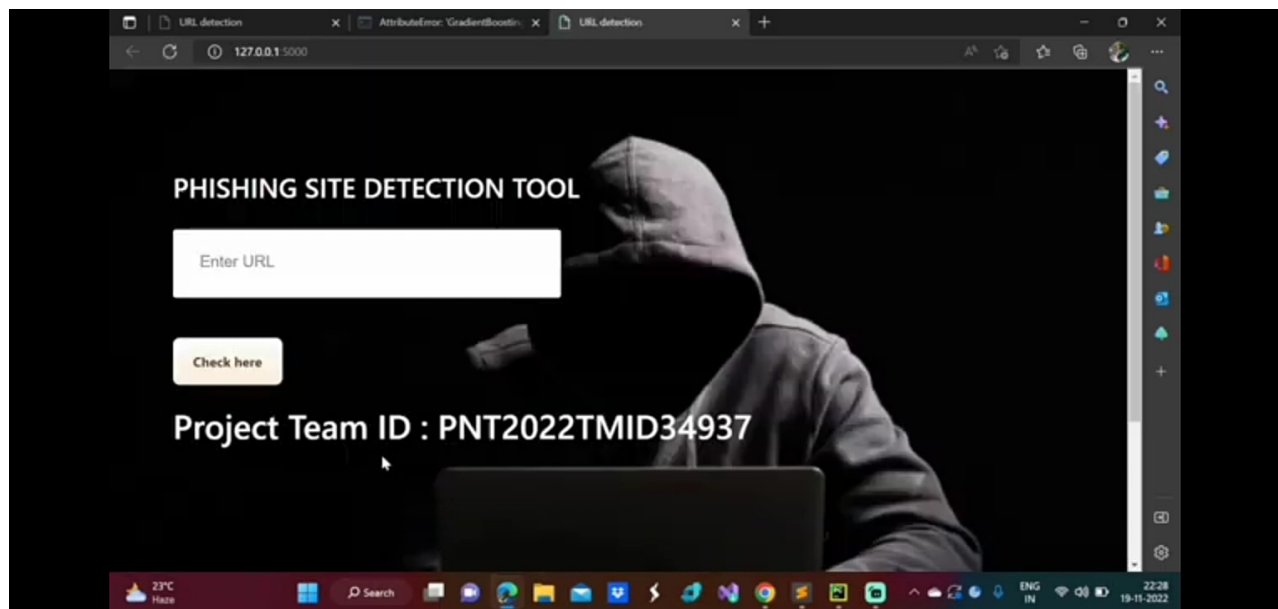 URL detection
AttributeError: 'GradientBoostin
URL detection
127.0.0.1:5000
PHISHING SITE DETECTION TOOL
Enter URL
Check here
Project Team ID : PNT2022TMID34937
23°C
Haze
Search
ENG
IN
22:28
19-11-2022